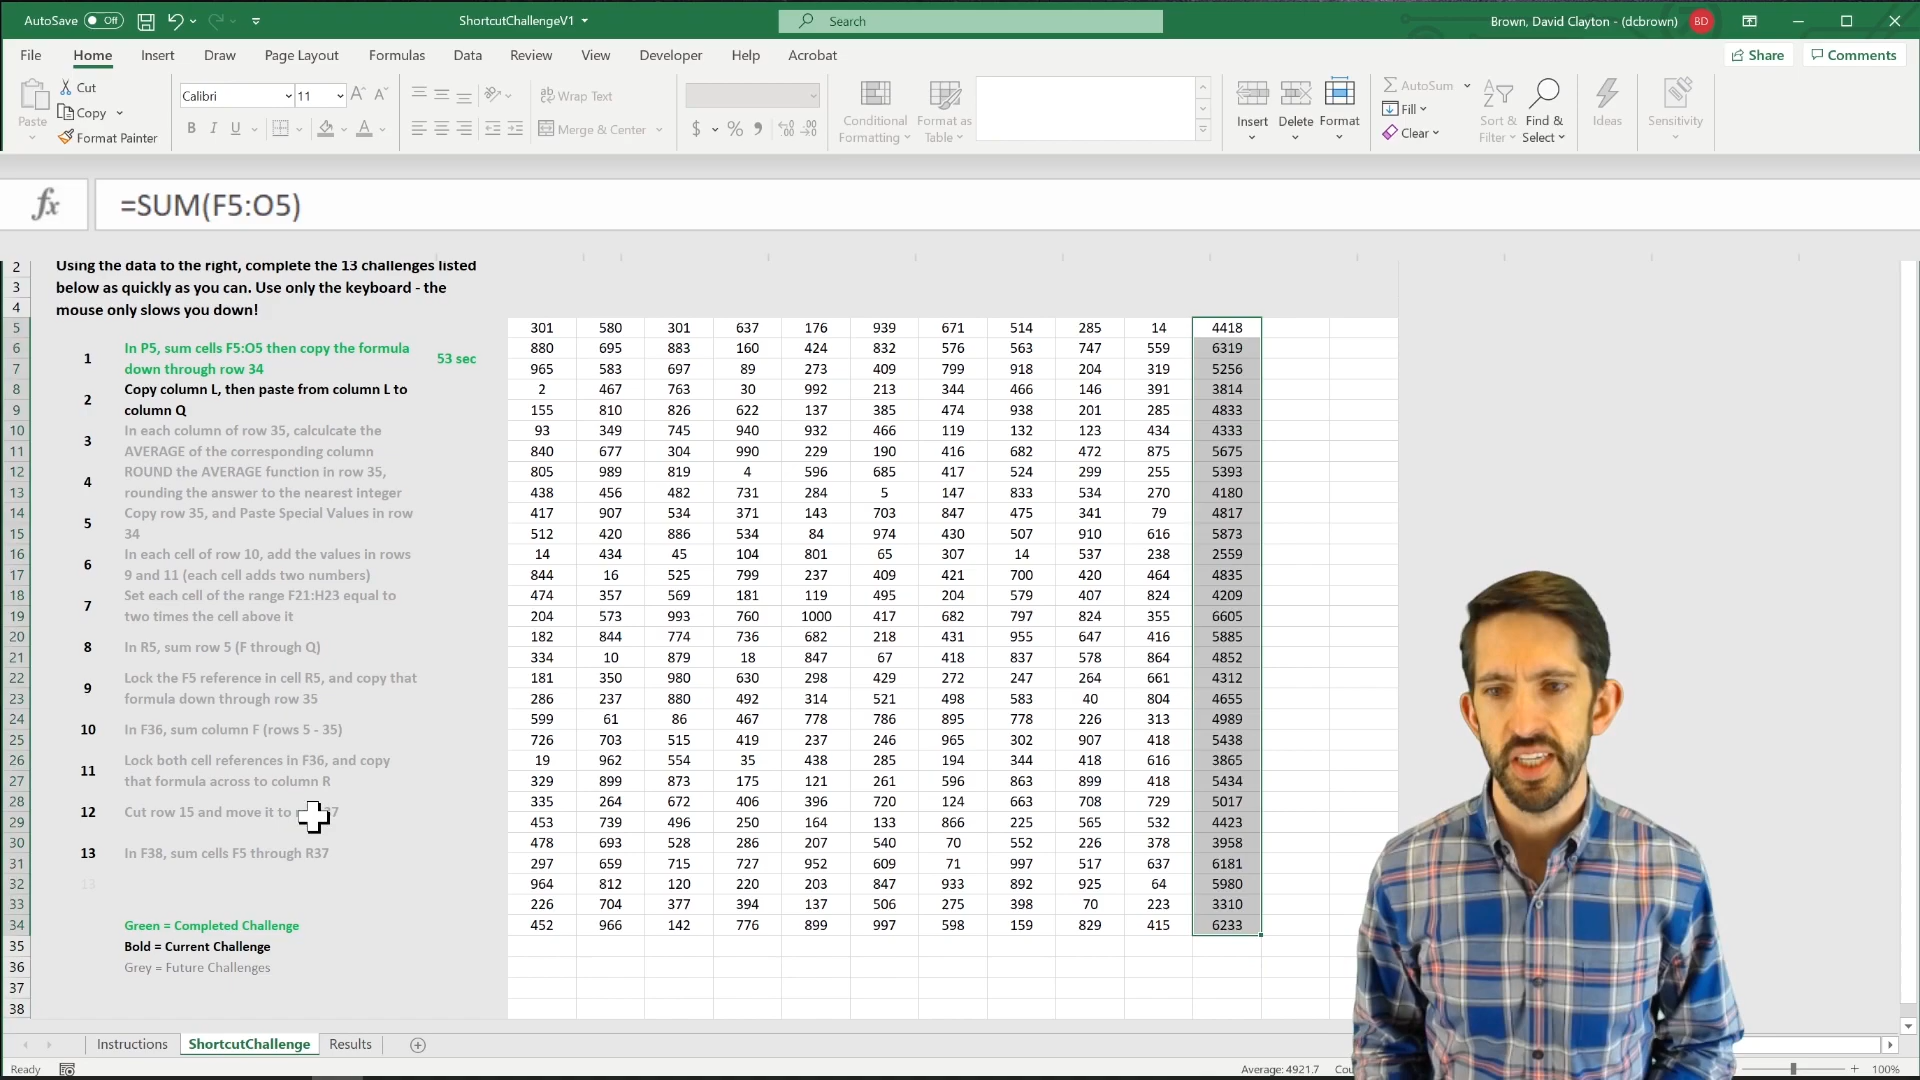 AutoSave Off ShortcutChallengeV1 Search Brown, David Clayton - (dcbrown) BD
File Home Insert Draw Page Layout Formulas Data Review View Developer Help Acrobat Share Comments
Paste Cut Copy Format Painter
Calibri 11
B I U
Wrap Text
Merge & Center
$ % 9
Conditional Formatting Format as Table
Insert Delete Format
AutoSum Fill Clear
Sort & Filter Find & Select Ideas Sensitivity
fx =SUM(F5:O5)
2 Using the data to the right, complete the 13 challenges listed
3 below as quickly as you can. Use only the keyboard - the
4 mouse only slows you down!
5 301 580 301 637 176 939 671 514 285 14 4418
6 In P5, sum cells F5:O5 then copy the formula 880 695 883 160 424 832 576 563 747 559 6319
1 53 sec
7 down through row 34 965 583 697 89 273 409 799 918 204 319 5256
8 Copy column L, then paste from column L to 2 467 763 30 992 213 344 466 146 391 3814
2
9 column Q 155 810 826 622 137 385 474 938 201 285 4833
10 In each column of row 35, calculcate the 93 349 745 940 932 466 119 132 123 434 4333
3
11 AVERAGE of the corresponding column 840 677 304 990 229 190 416 682 472 875 5675
12 ROUND the AVERAGE function in row 35, 805 989 819 4 596 685 417 524 299 255 5393
4
13 rounding the answer to the nearest integer 438 456 482 731 284 5 147 833 534 270 4180
14 Copy row 35, and Paste Special Values in row 417 907 534 371 143 703 847 475 341 79 4817
5
15 34 512 420 886 534 84 974 430 507 910 616 5873
16 In each cell of row 10, add the values in rows 14 434 45 104 801 65 307 14 537 238 2559
6
17 9 and 11 (each cell adds two numbers) 844 16 525 799 237 409 421 700 420 464 4835
18 Set each cell of the range F21:H23 equal to 474 357 569 181 119 495 204 579 407 824 4209
7
19 two times the cell above it 204 573 993 760 1000 417 682 797 824 355 6605
20 182 844 774 736 682 218 431 955 647 416 5885
8 In R5, sum row 5 (F through Q)
21 334 10 879 18 847 67 418 837 578 864 4852
22 Lock the F5 reference in cell R5, and copy that 181 350 980 630 298 429 272 247 264 661 4312
9
23 formula down through row 35 286 237 880 492 314 521 498 583 40 804 4655
24 599 61 86 467 778 786 895 778 226 313 4989
10 In F36, sum column F (rows 5 - 35)
25 726 703 515 419 237 246 965 302 907 418 5438
26 Lock both cell references in F36, and copy 19 962 554 35 438 285 194 344 418 616 3865
11
27 that formula across to column R 329 899 873 175 121 261 596 863 899 418 5434
28 335 264 672 406 396 720 124 663 708 729 5017
12 Cut row 15 and move it to
29 453 739 496 250 164 133 866 225 565 532 4423
30 478 693 528 286 207 540 70 552 226 378 3958
13 In F38, sum cells F5 through R37
31 297 659 715 727 952 609 71 997 517 637 6181
32 13 964 812 120 220 203 847 933 892 925 64 5980
33 226 704 377 394 137 506 275 398 70 223 3310
34 Green = Completed Challenge 452 966 142 776 899 997 598 159 829 415 6233
35 Bold = Current Challenge
36 Grey = Future Challenges
37
38
Instructions ShortcutChallenge Results
Ready Average: 4921.7 100%